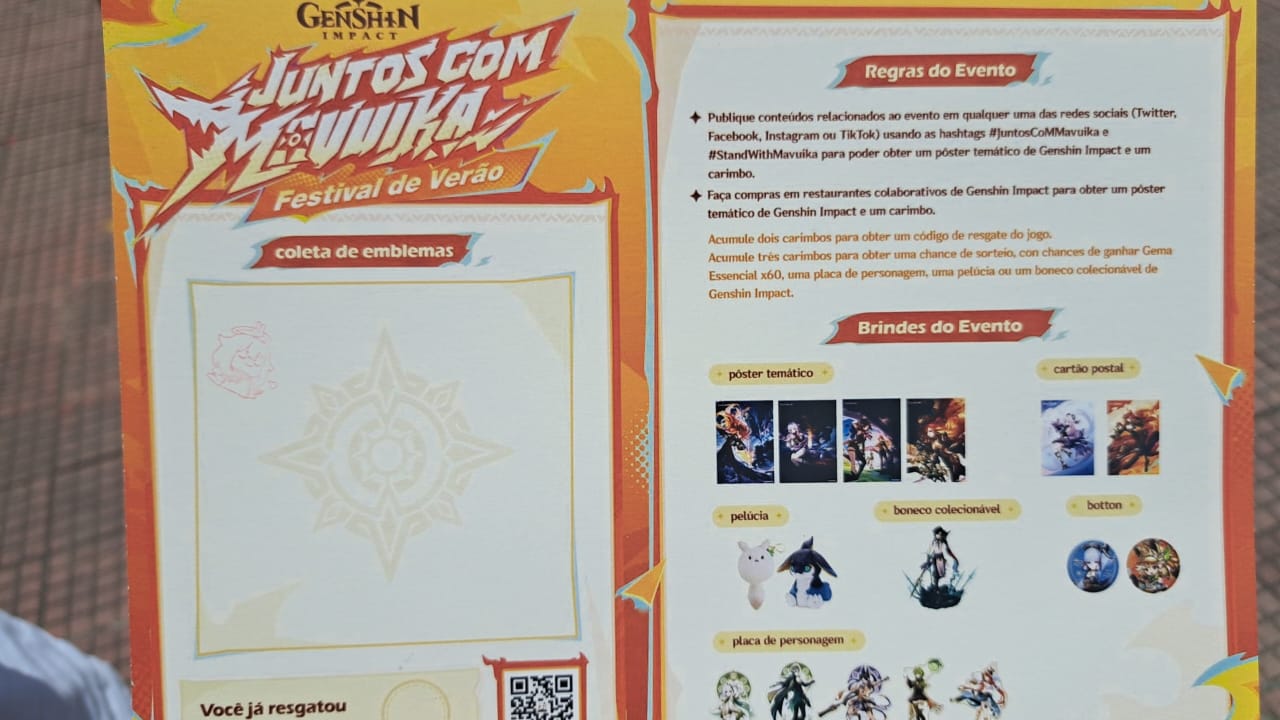 GENSHIN
IMPACT
JUNTOS COM
MAVUIKA
Festival de Verão
coleta de emblemas
Você já resgatou
Regras do Evento
Publique conteúdos relacionados ao evento em qualquer uma das redes sociais (Twitter,
Facebook, Instagram ou TikTok) usando as hashtags #JuntosCoMMavuika e
#StandWithMavuika para poder obter um pôster temático de Genshin Impact e um
carimbo.
Faça compras em restaurantes colaborativos de Genshin Impact para obter um pôster
temático de Genshin Impact e um carimbo.
Acumule dois carimbos para obter um código de resgate do jogo.
Acumule três carimbos para obter uma chance de sorteio, con chances de ganhar Gema
Essencial x60, uma placa de personagem, uma pelúcia ou um boneco colecionável de
Genshin Impact.
Brindes do Evento
pôster temático
cartão postal
pelúcia
boneco colecionável
botton
placa de personagem